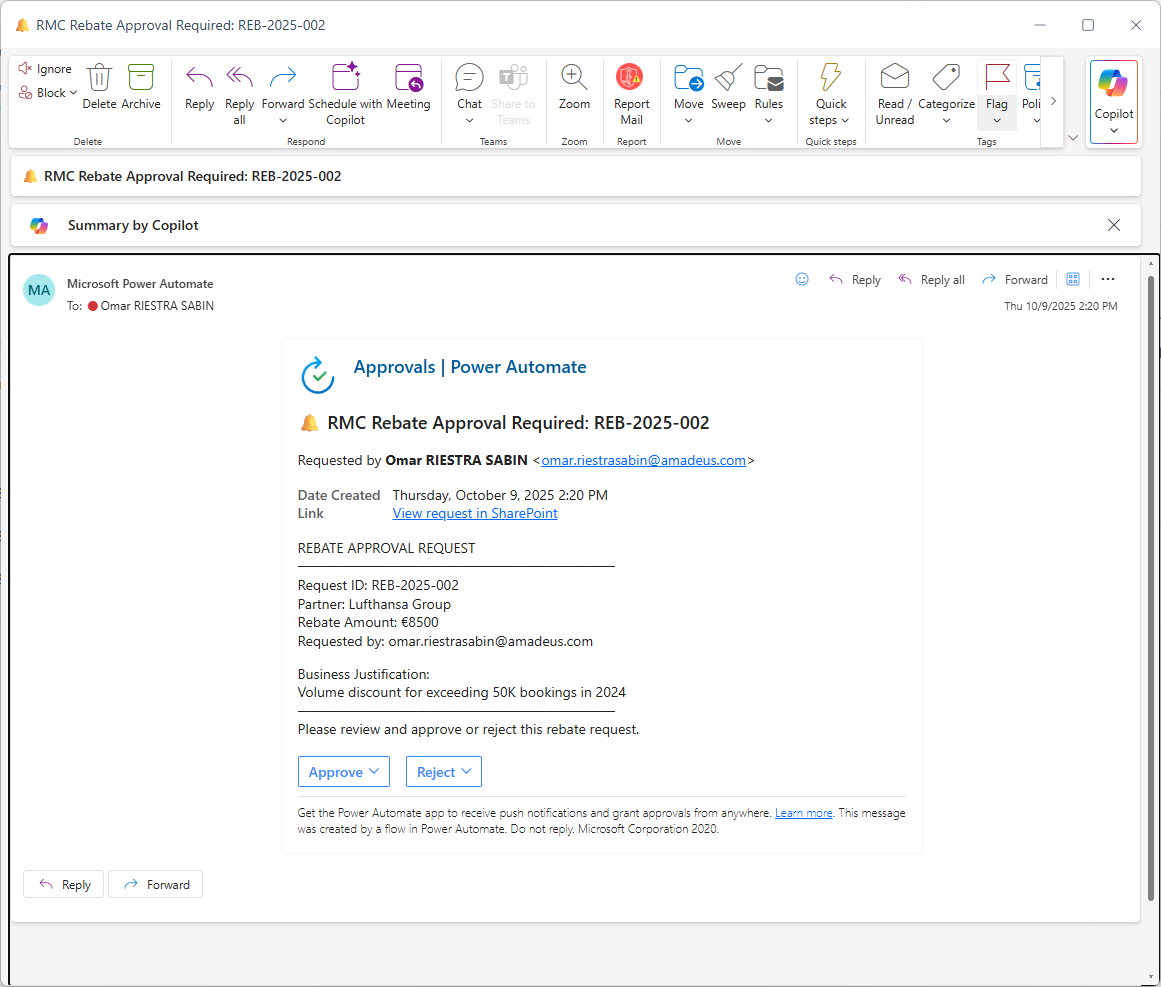 RMC Rebate Approval Required: REB-2025-002
Ignore
Block
Delete
Archive
Delete
Reply
Reply all
Forward
Schedule with Copilot
Meeting
Respond
Chat
Share to Teams
Teams
Zoom
Zoom
Report Mail
Report
Move
Sweep
Rules
Move
Quick steps
Quick steps
Read / Unread
Categorize
Flag
Poli
Tags
Copilot
RMC Rebate Approval Required: REB-2025-002
Summary by Copilot
MA
Microsoft Power Automate
To: Omar RIESTRA SABIN
Reply
Reply all
Forward
Thu 10/9/2025 2:20 PM
Approvals | Power Automate
RMC Rebate Approval Required: REB-2025-002
Requested by Omar RIESTRA SABIN <omar.riestrasabin@amadeus.com>
Date Created Thursday, October 9, 2025 2:20 PM
Link View request in SharePoint
REBATE APPROVAL REQUEST
Request ID: REB-2025-002
Partner: Lufthansa Group
Rebate Amount: €8500
Requested by: omar.riestrasabin@amadeus.com
Business Justification:
Volume discount for exceeding 50K bookings in 2024
Please review and approve or reject this rebate request.
Approve
Reject
Get the Power Automate app to receive push notifications and grant approvals from anywhere. Learn more. This message
was created by a flow in Power Automate. Do not reply. Microsoft Corporation 2020.
Reply
Forward